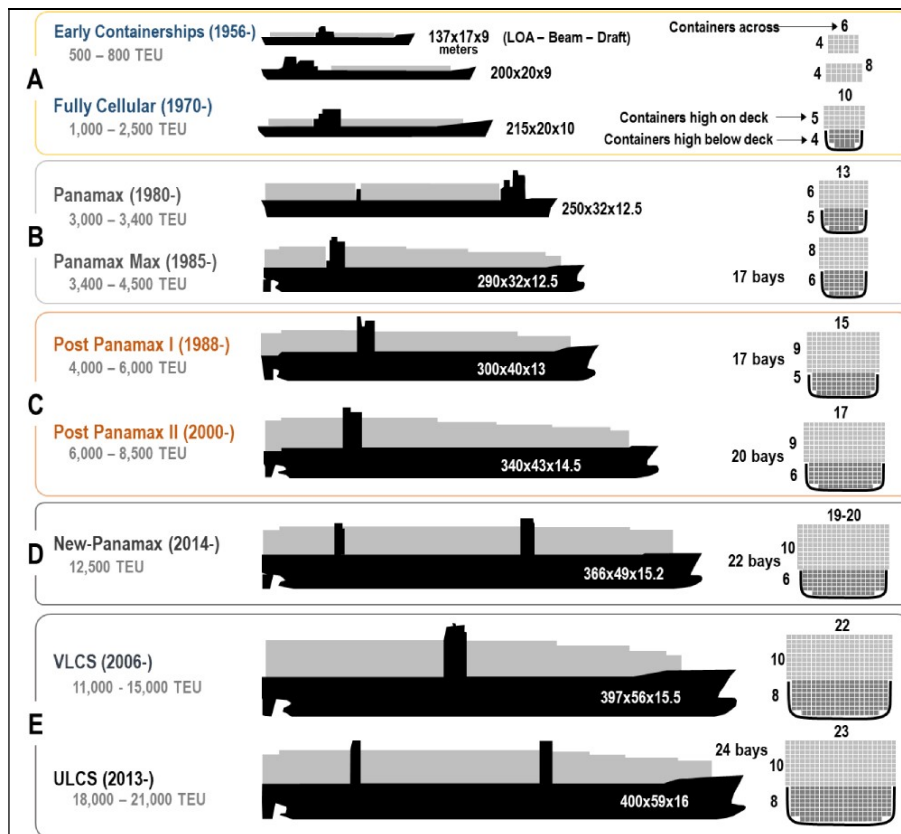 A
Early Containerships (1956-)
500 – 800 TEU
137x17x9 (LOA – Beam – Draft)
meters
200x20x9
Containers across 6
4
4 8
Fully Cellular (1970-)
1,000 – 2,500 TEU
215x20x10
10
Containers high on deck 5
Containers high below deck 4
B
Panamax (1980-)
3,000 – 3,400 TEU
250x32x12.5
13
6
5
Panamax Max (1985-)
3,400 – 4,500 TEU
290x32x12.5
17 bays
8
6
C
Post Panamax I (1988-)
4,000 – 6,000 TEU
300x40x13
17 bays
15
9
5
Post Panamax II (2000-)
6,000 – 8,500 TEU
340x43x14.5
20 bays
17
9
6
D
New-Panamax (2014-)
12,500 TEU
366x49x15.2
22 bays
19-20
10
6
E
VLCS (2006-)
11,000 - 15,000 TEU
397x56x15.5
22
10
8
ULCS (2013-)
18,000 – 21,000 TEU
400x59x16
24 bays
23
10
8